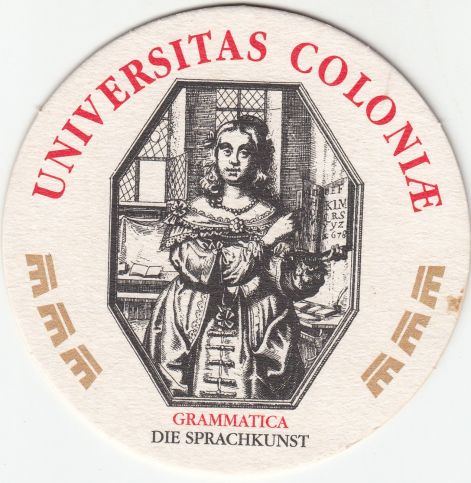 UNIVERSITAS COLONIÆ
GRAMMATICA
DIE SPRACHKUNST